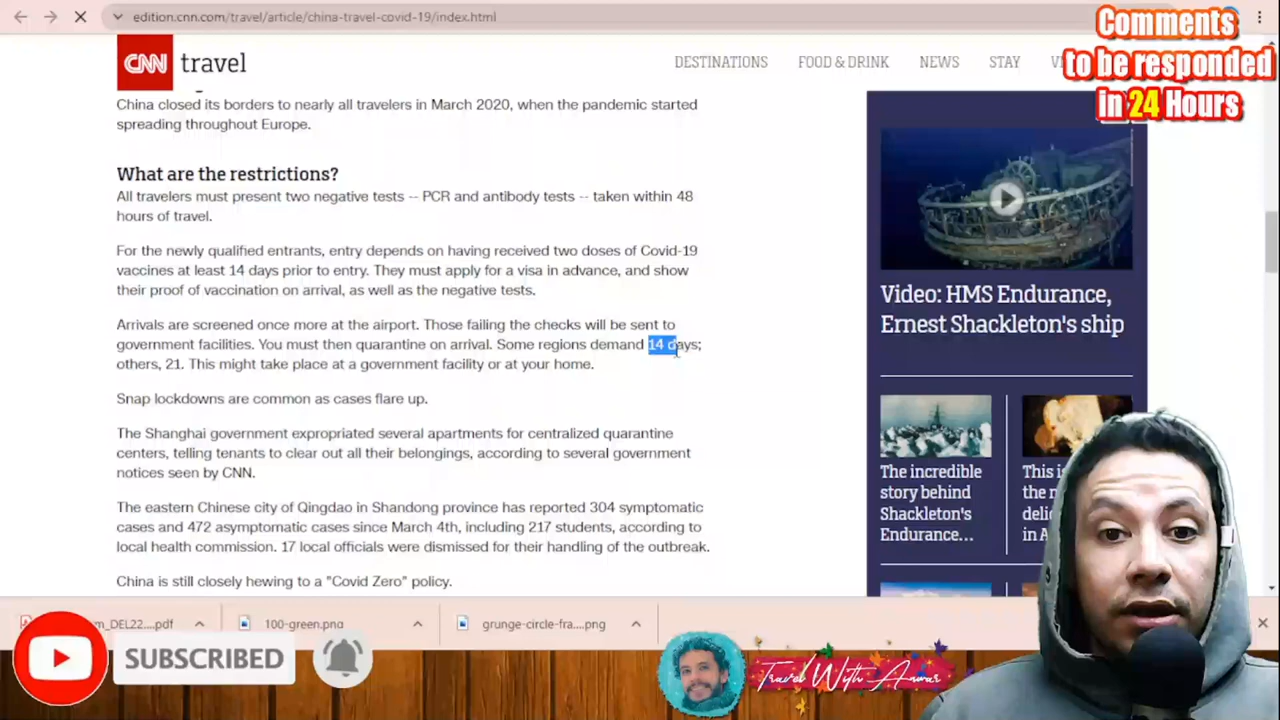 edition.cnn.com/travel/article/china-travel-covid-19/index.html
Comments
to be responded
in 24 Hours
CNN travel
DESTINATIONS FOOD & DRINK NEWS STAY
China closed its borders to nearly all travelers in March 2020, when the pandemic started
spreading throughout Europe.
What are the restrictions?
All travelers must present two negative tests -- PCR and antibody tests -- taken within 48
hours of travel.
For the newly qualified entrants, entry depends on having received two doses of Covid-19
vaccines at least 14 days prior to entry. They must apply for a visa in advance, and show
their proof of vaccination on arrival, as well as the negative tests.
Arrivals are screened once more at the airport. Those failing the checks will be sent to
government facilities. You must then quarantine on arrival. Some regions demand 14 days;
others, 21. This might take place at a government facility or at your home.
Snap lockdowns are common as cases flare up.
The Shanghai government expropriated several apartments for centralized quarantine
centers, telling tenants to clear out all their belongings, according to several government
notices seen by CNN.
The eastern Chinese city of Qingdao in Shandong province has reported 304 symptomatic
cases and 472 asymptomatic cases since March 4th, including 217 students, according to
local health commission. 17 local officials were dismissed for their handling of the outbreak.
China is still closely hewing to a "Covid Zero" policy.
Video: HMS Endurance,
Ernest Shackleton's ship
The incredible
story behind
Shackleton's
Endurance...
This i
the
deli
in A
m_DEL22....pdf
100-green.png
grunge-circle-fra....png
SUBSCRIBED
Travel With Anwar